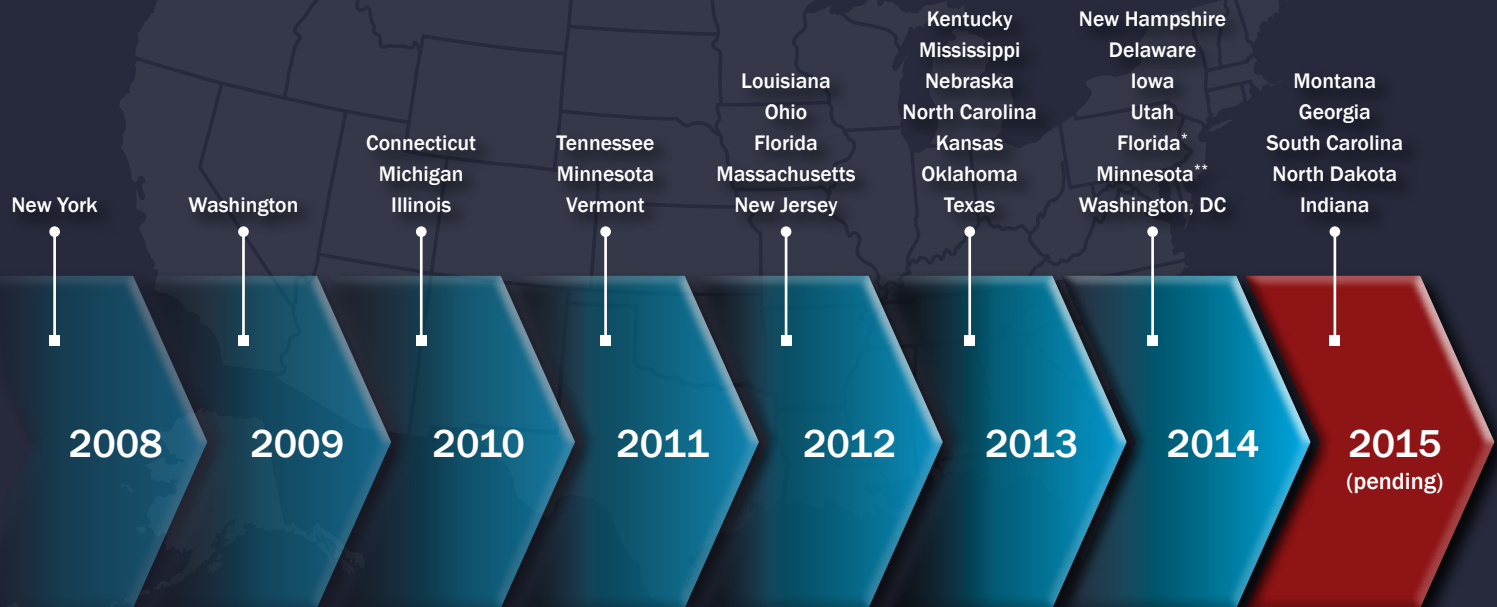 New York
2008
Washington
2009
Connecticut
Michigan
Illinois
2010
Tennessee
Minnesota
Vermont
2011
Louisiana
Ohio
Florida
Massachusetts
New Jersey
2012
Kentucky
Mississippi
Nebraska
North Carolina
Kansas
Oklahoma
Texas
2013
New Hampshire
Delaware
Iowa
Utah
Florida*
Minnesota**
Washington, DC
2014
Montana
Georgia
South Carolina
North Dakota
Indiana
2015
(pending)